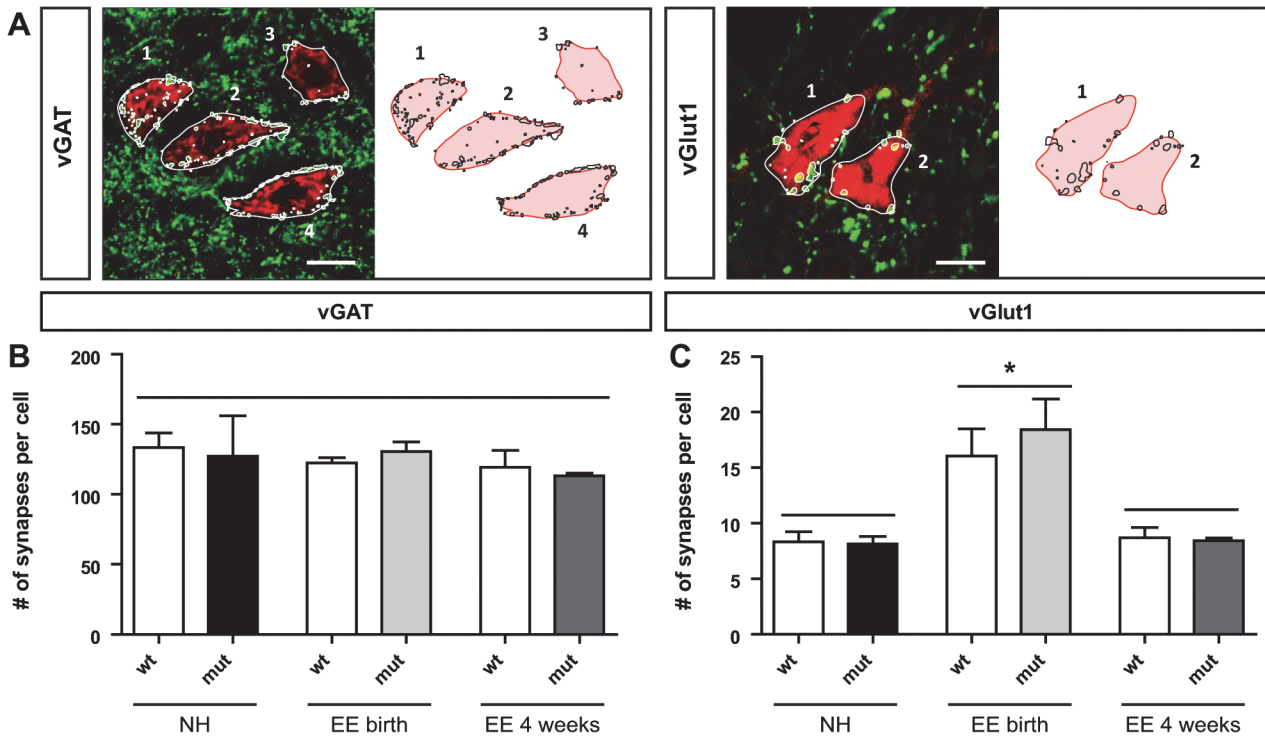 A
vGAT
1
2
3
4
1
2
3
4
vGlut1
1
2
1
2
vGAT
vGlut1
B
# of synapses per cell
200
150
100
50
0
wt
mut
wt
mut
wt
mut
NH
EE birth
EE 4 weeks
C
# of synapses per cell
25
20
15
10
5
0
*
wt
mut
wt
mut
wt
mut
NH
EE birth
EE 4 weeks